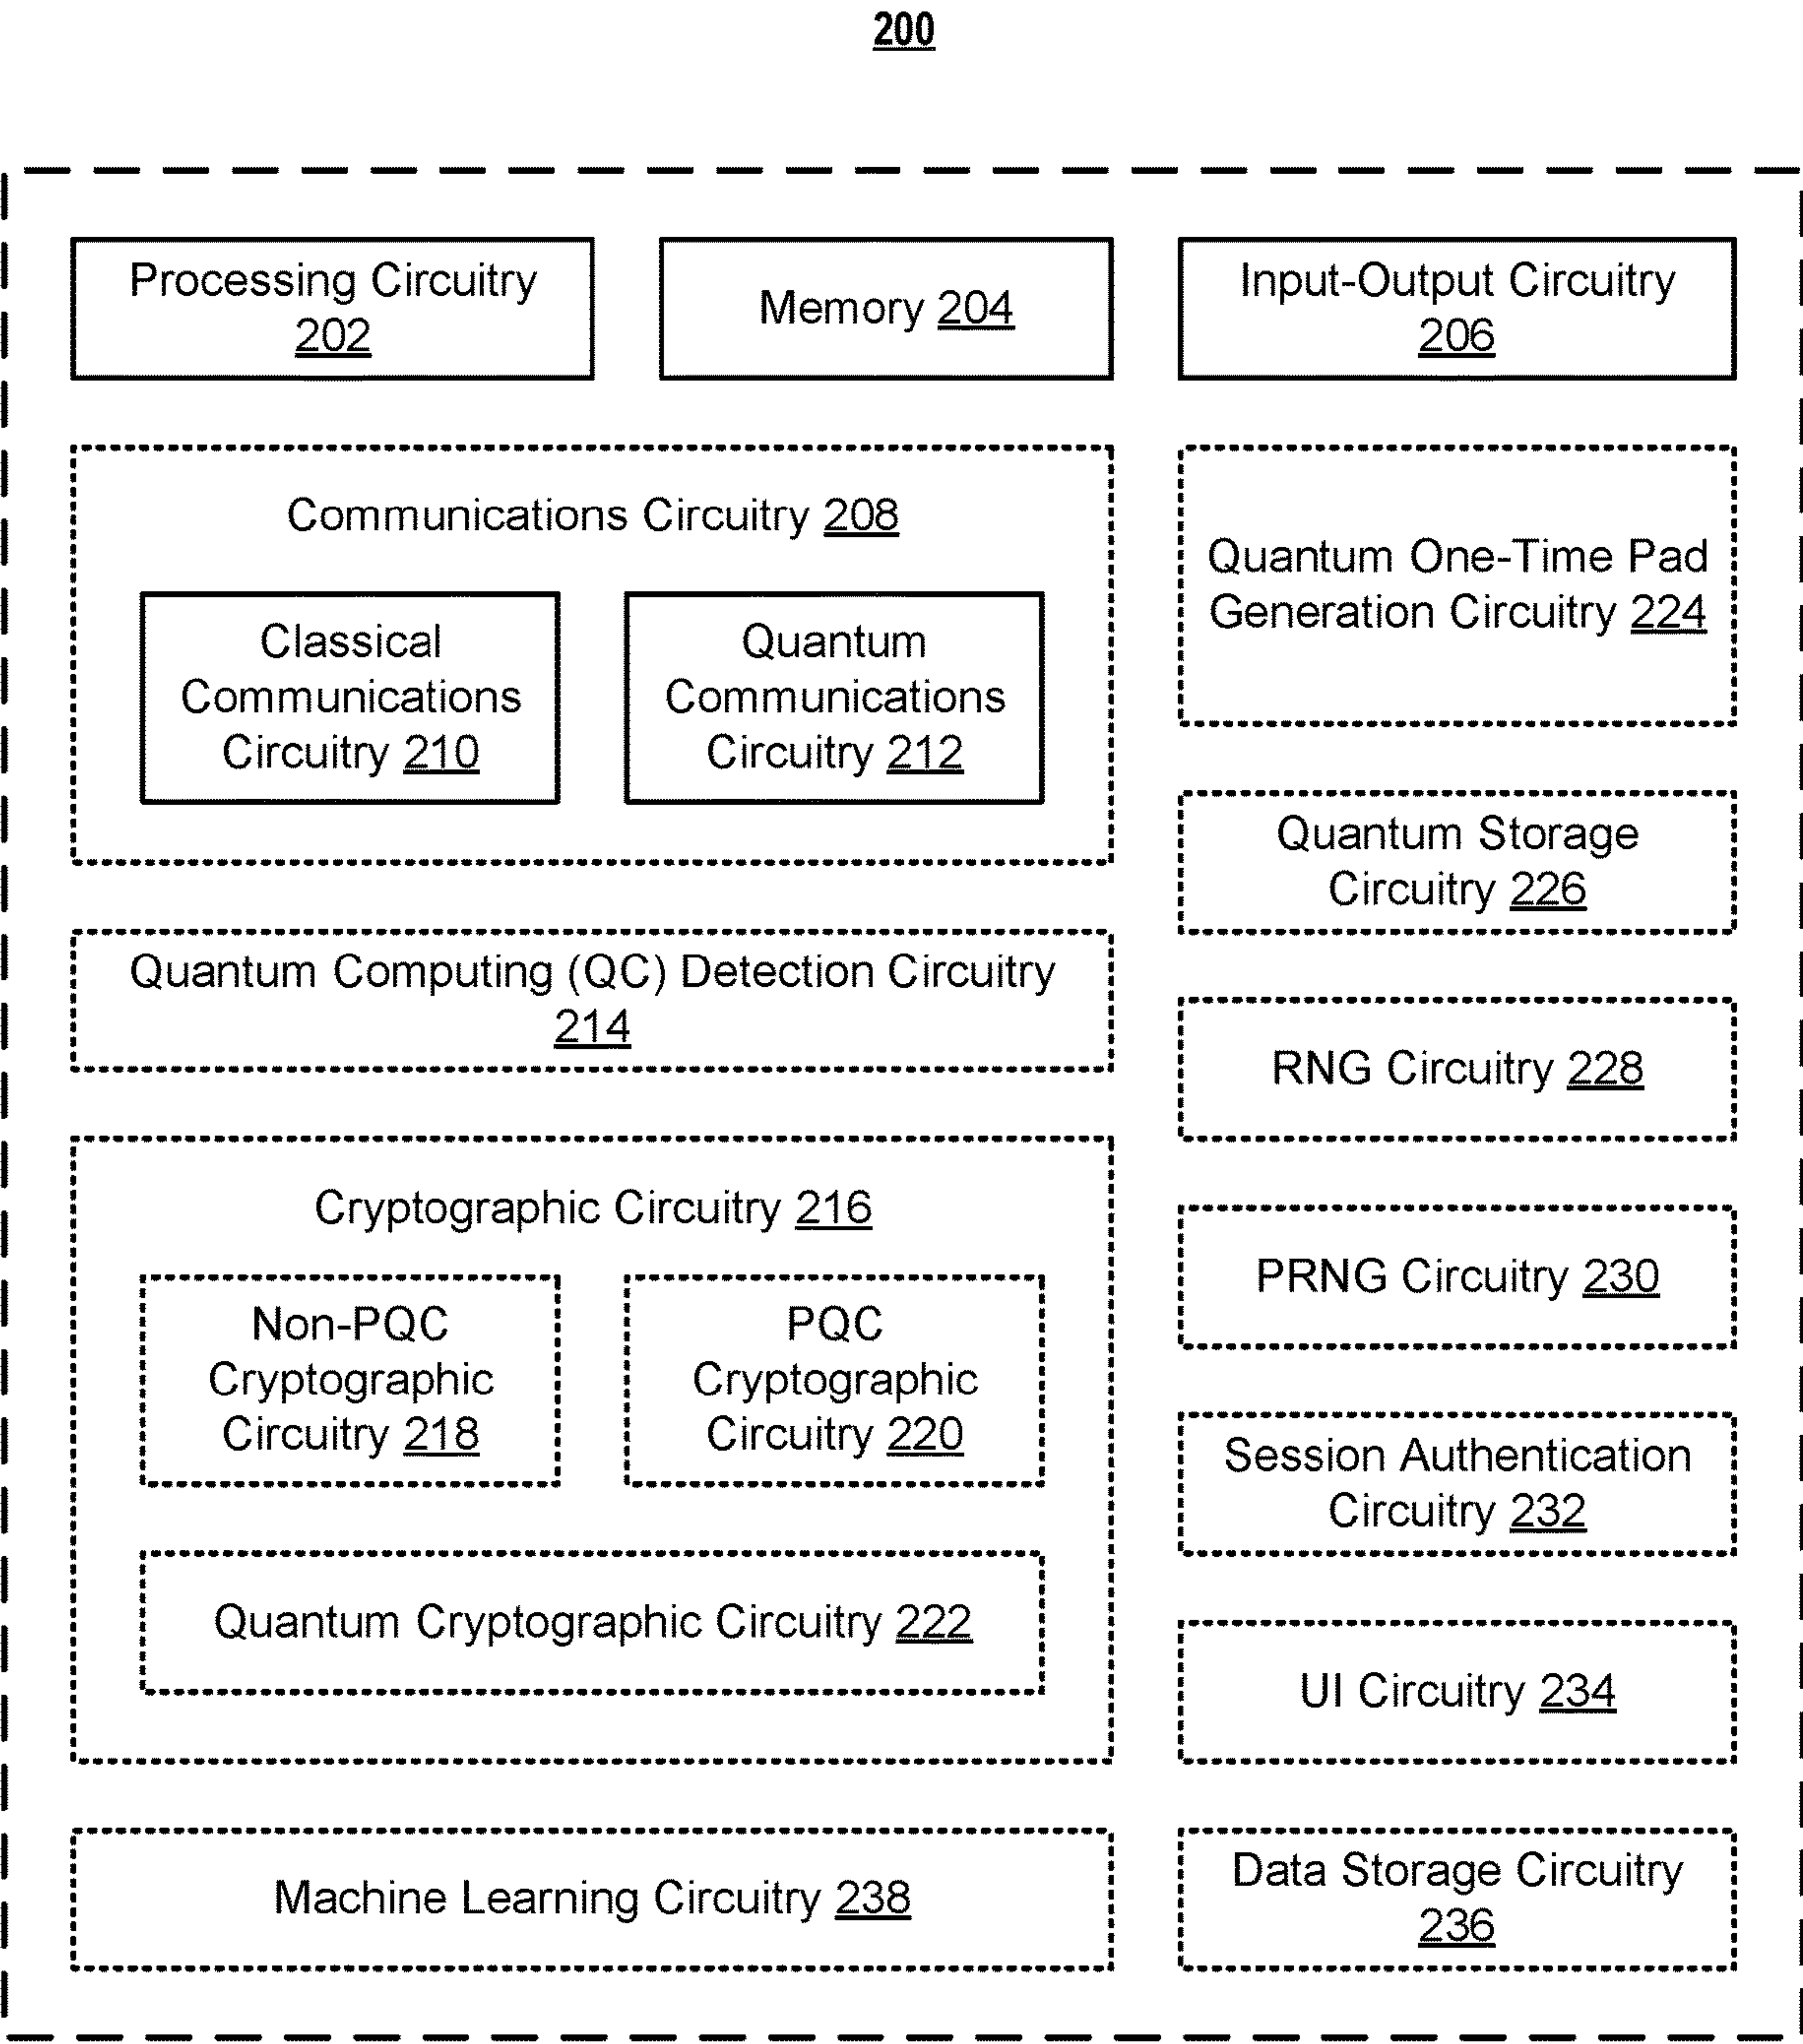 200
Processing Circuitry
202
Memory 204
Input-Output Circuitry
206
Communications Circuitry 208
Classical
Communications
Circuitry 210
Quantum
Communications
Circuitry 212
Quantum Computing (QC) Detection Circuitry
214
Cryptographic Circuitry 216
Non-PQC
Cryptographic
Circuitry 218
PQC
Cryptographic
Circuitry 220
Quantum Cryptographic Circuitry 222
Machine Learning Circuitry 238
Quantum One-Time Pad
Generation Circuitry 224
Quantum Storage
Circuitry 226
RNG Circuitry 228
PRNG Circuitry 230
Session Authentication
Circuitry 232
UI Circuitry 234
Data Storage Circuitry
236